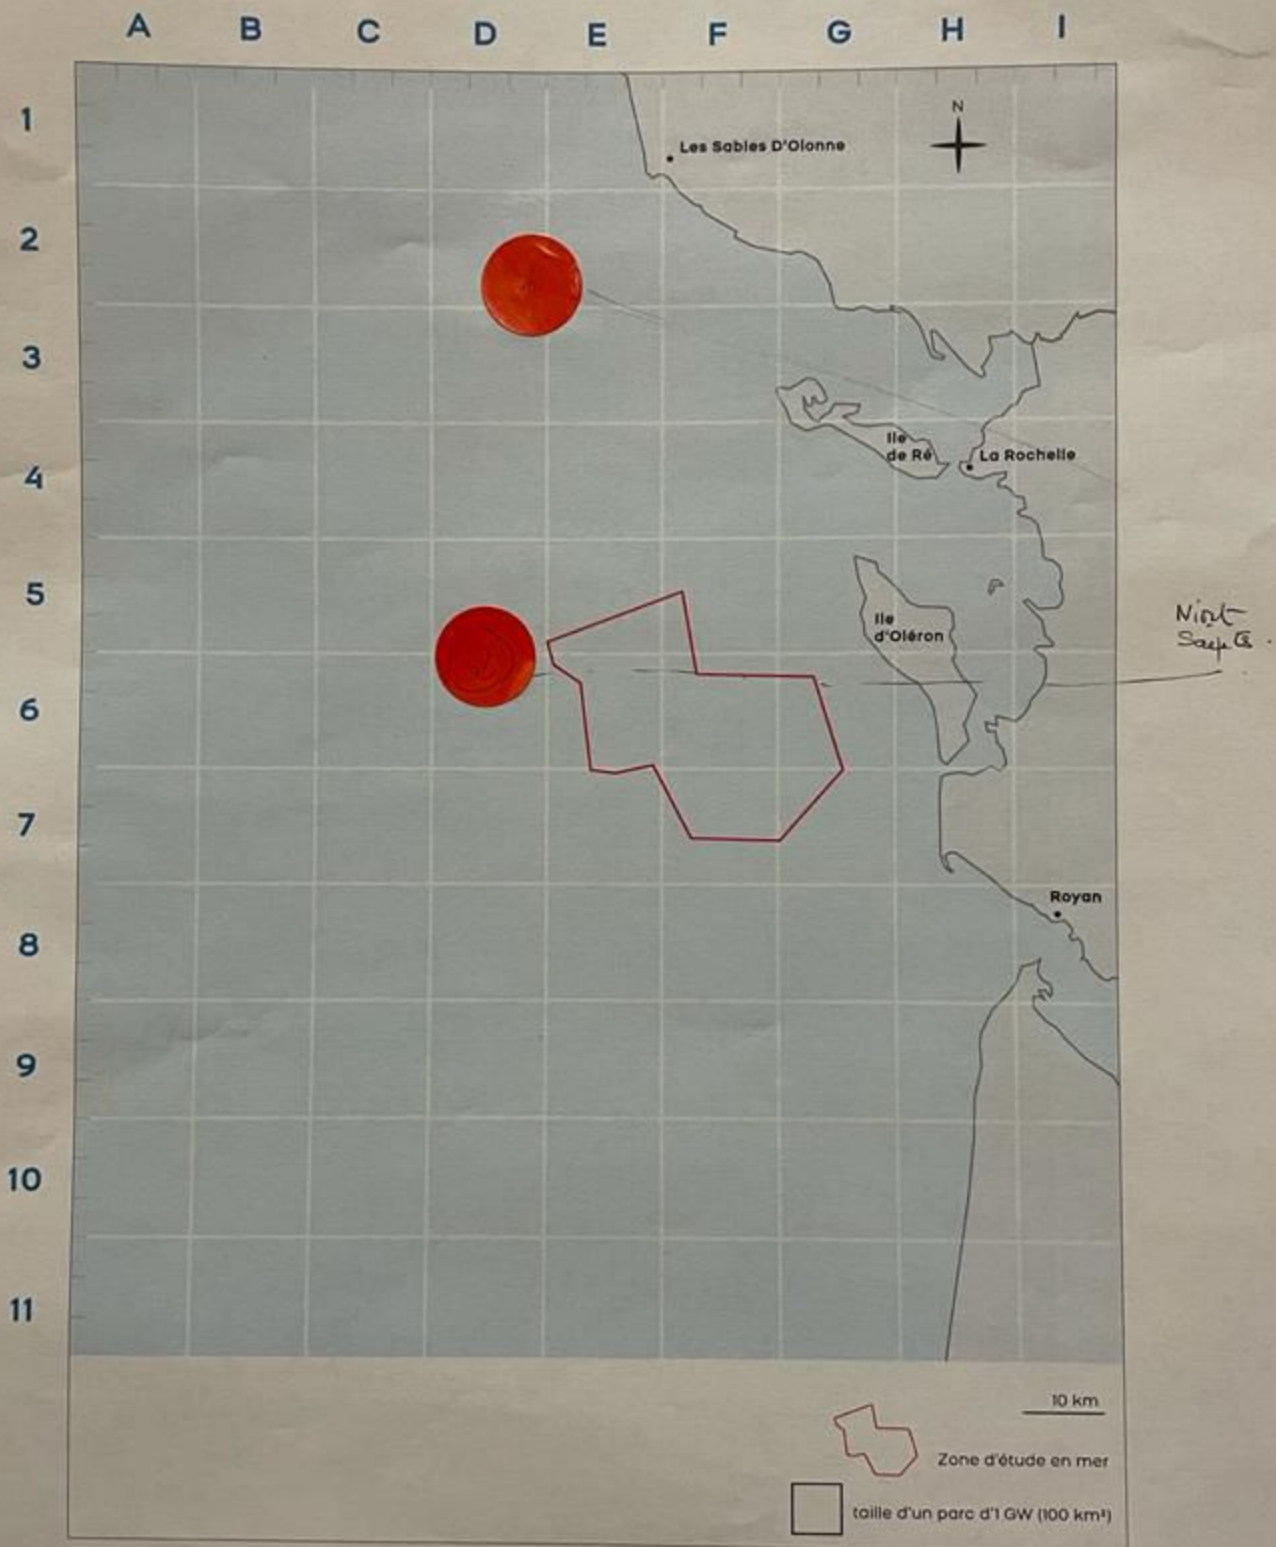 A B C D E F G H I
1
N
Les Sables D'Olonne
2
3
Ile
de Ré
La Rochelle
4
5
Niort
Ile
d'Oléron
6
7
Royan
8
9
10
11
10 km
Zone d'étude en mer
taille d'un parc d'1 GW (100 km²)